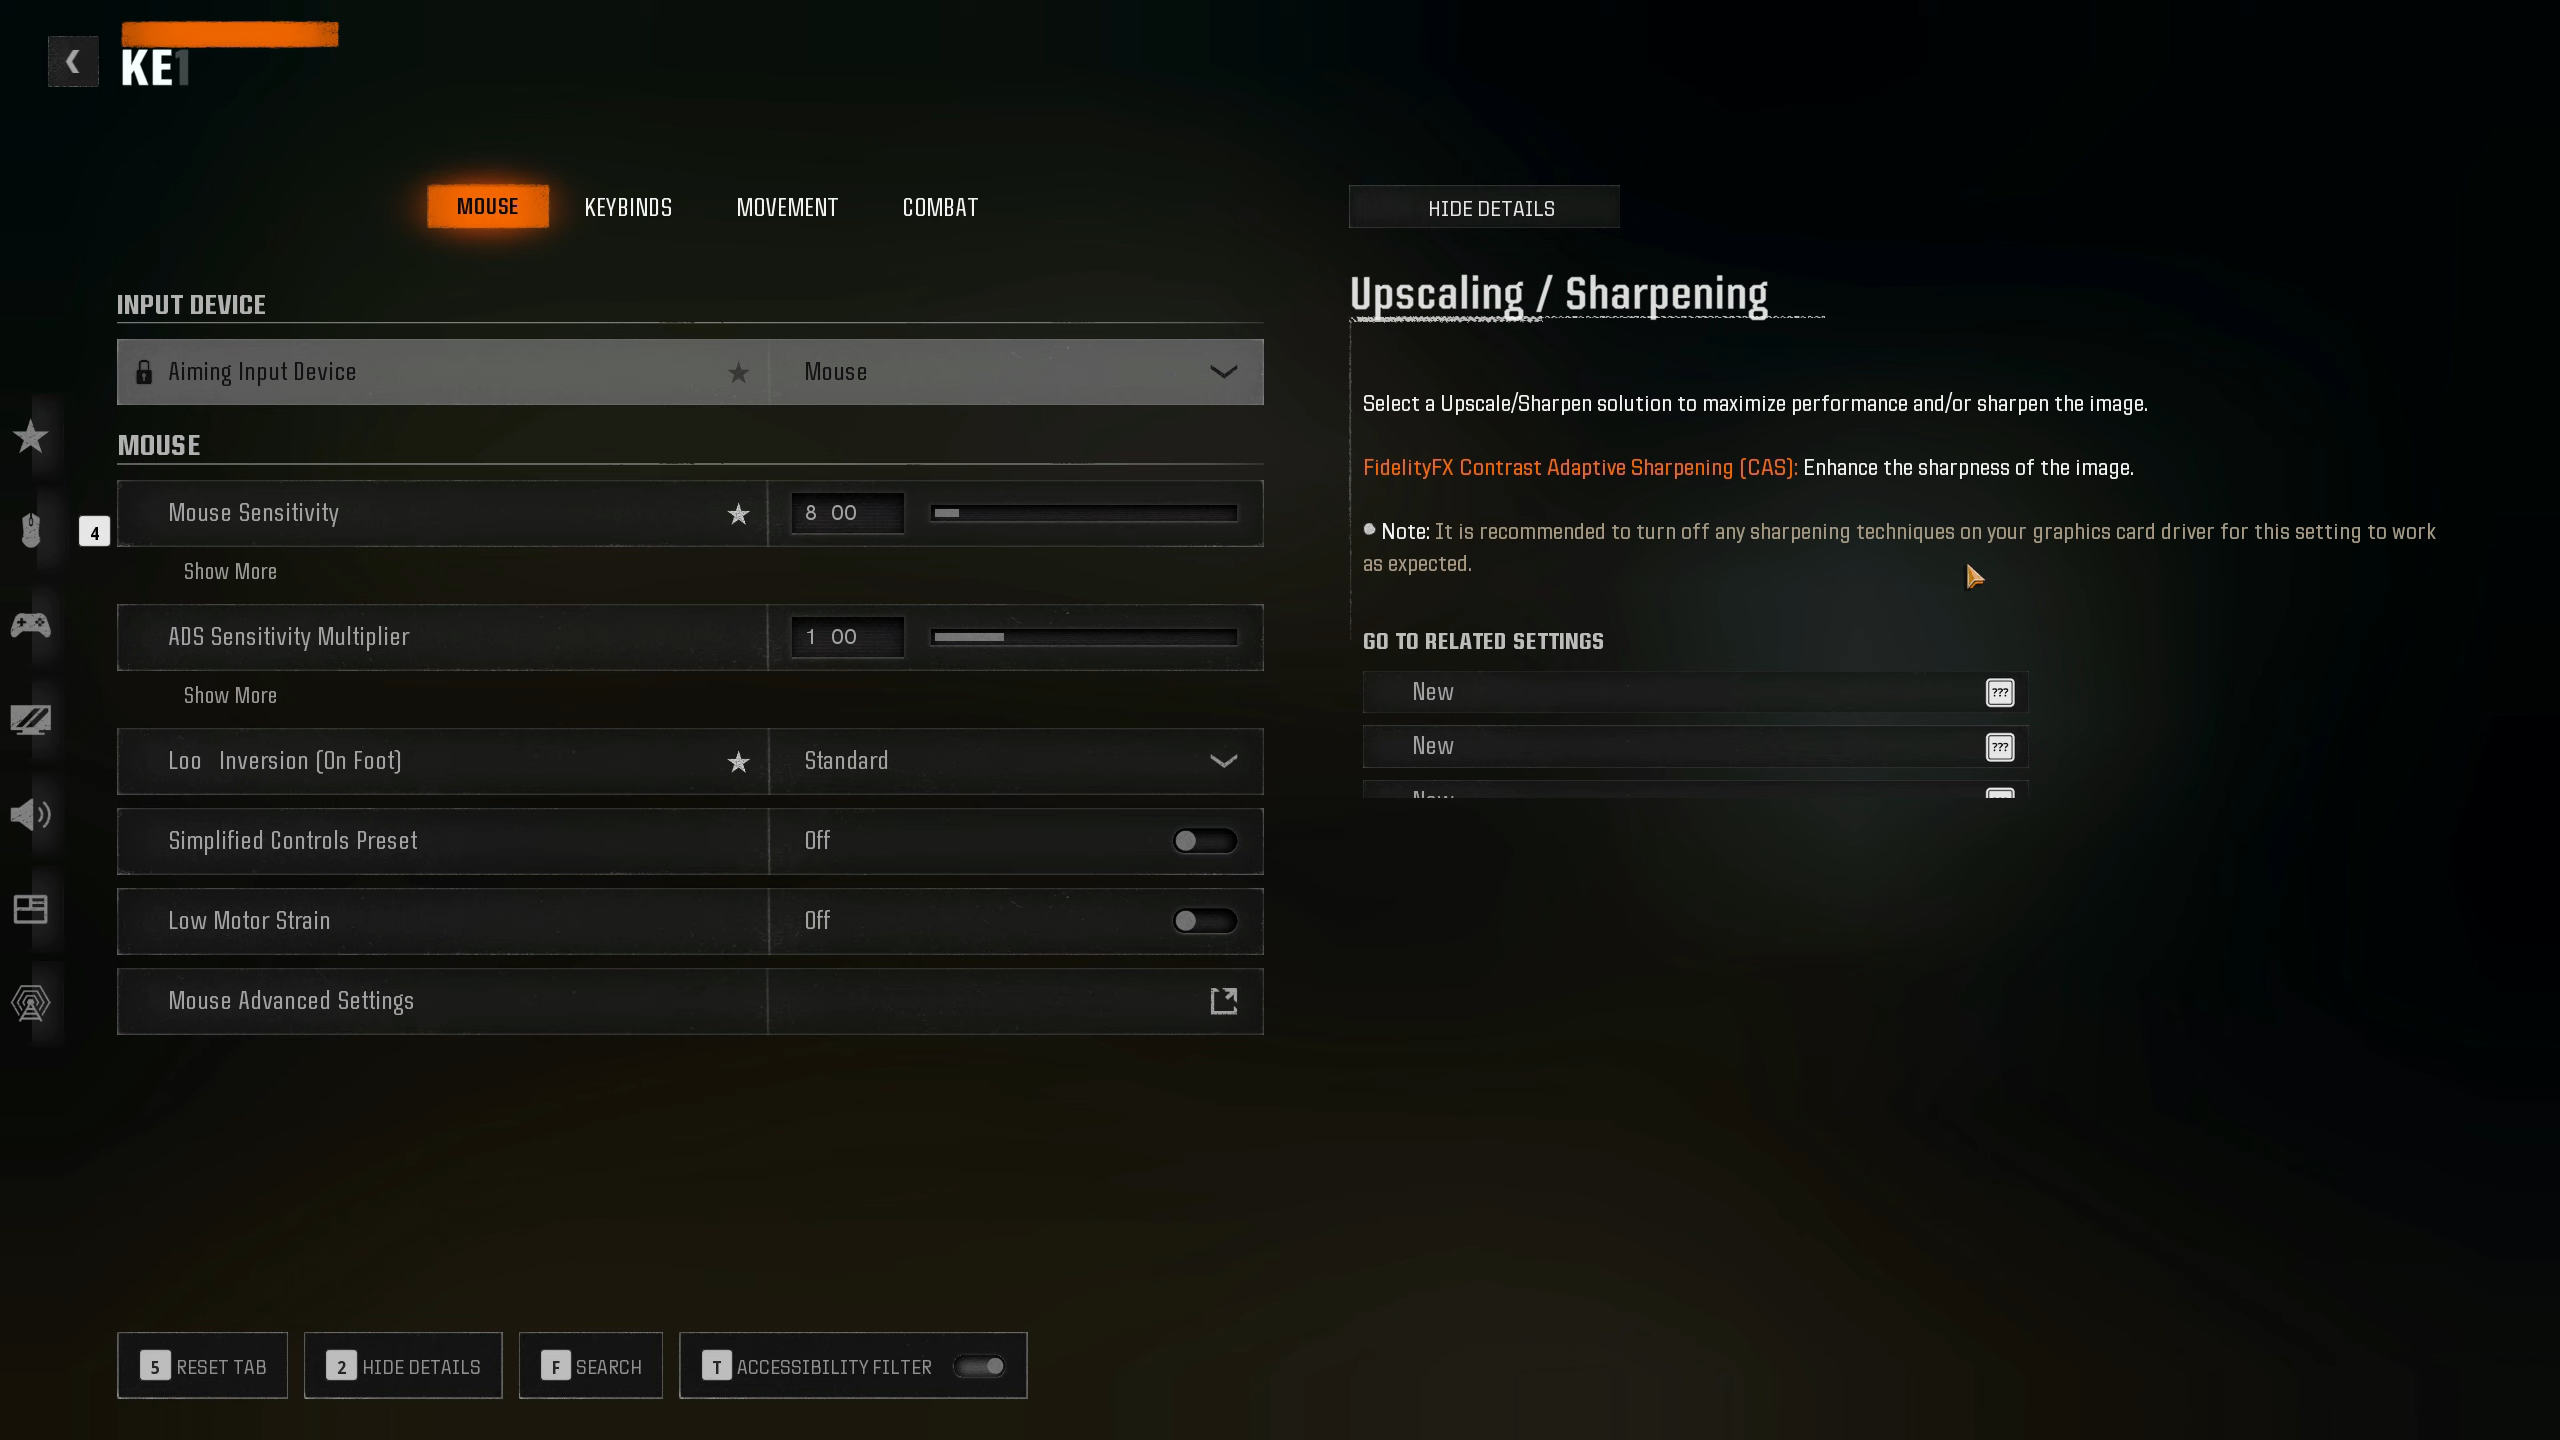 KE1
MOUSE KEYBINDS MOVEMENT COMBAT
HIDE DETAILS
INPUT DEVICE
Aiming Input Device Mouse
MOUSE
4
Mouse Sensitivity 8 00
Show More
ADS Sensitivity Multiplier 1 00
Show More
Loo Inversion (On Foot) Standard
Simplified Controls Preset Off
Low Motor Strain Off
Mouse Advanced Settings
Upscaling / Sharpening
Select a Upscale/Sharpen solution to maximize performance and/or sharpen the image.
FidelityFX Contrast Adaptive Sharpening (CAS): Enhance the sharpness of the image.
Note: It is recommended to turn off any sharpening techniques on your graphics card driver for this setting to work
as expected.
GO TO RELATED SETTINGS
New ???
New ???
5 RESET TAB 2 HIDE DETAILS F SEARCH T ACCESSIBILITY FILTER